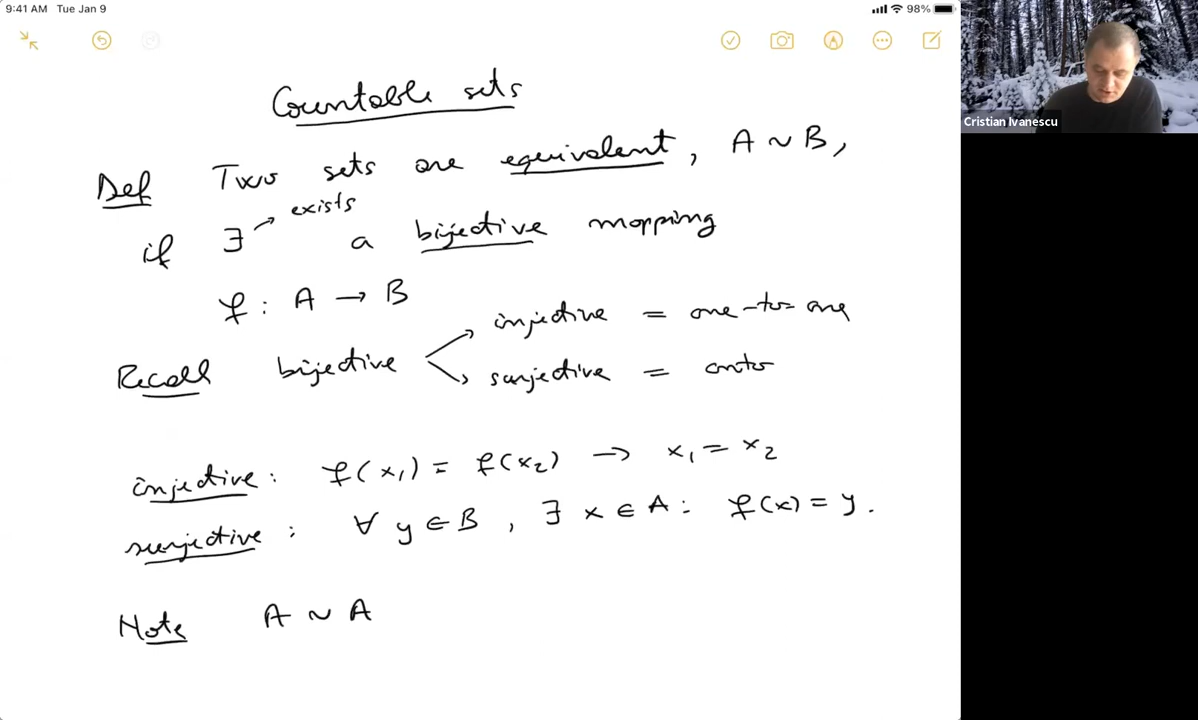 9:41 AM Tue Jan 9
98%
Countable sets
Def Two sets are equivalent, A ~ B,
if ∃ → exists a bijective mapping
f : A → B
Recall bijective
injective = one-to-one
surjective = onto
injective: f(x₁) = f(x₂) → x₁ = x₂
surjective: ∀ y ∈ B, ∃ x ∈ A: f(x) = y.
Note A ~ A
Cristian Ivanescu